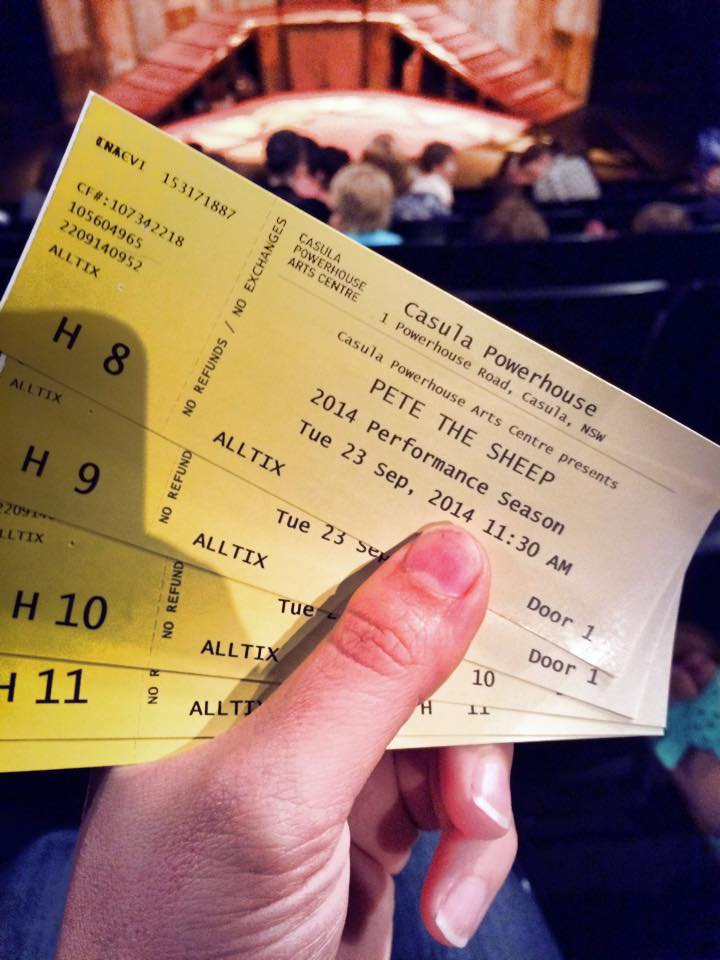 153171887
CF#:107342218
105604965
2209140952
ALLTIX
H 8
NO REFUNDS / NO EXCHANGES
CASULA
POWERHOUSE
ARTS CENTRE
Casula Powerhouse
1 Powerhouse Road, Casula, NSW
Casula Powerhouse Arts Centre presents
PETE THE SHEEP
2014 Performance Season
Tue 23 Sep, 2014 11:30 AM
ALLTIX
Door 1
ALLTIX
H 9
NO REFUND
Tue 23 Sep
ALLTIX
Door 1
H 10
NO REFUND
Tue
ALLTIX
10
H 11
NO R
ALLTIX
H 11